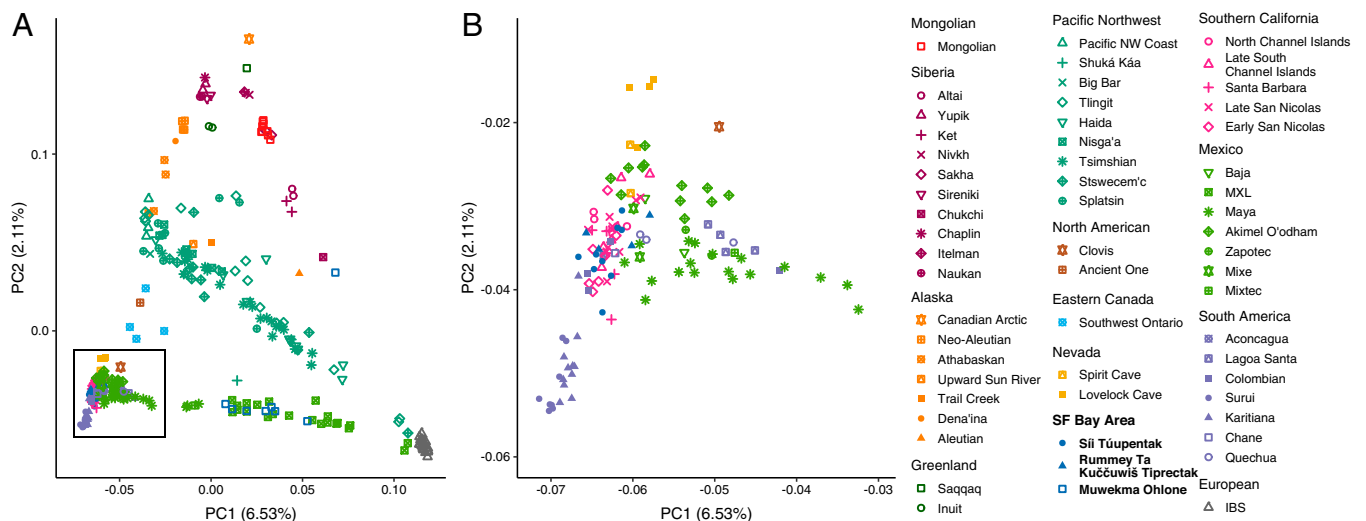 A
PC2 (2.11%)
0.1
0.0
-0.05
0.00
0.05
0.10
PC1 (6.53%)
B
PC2 (2.11%)
-0.02
-0.04
-0.06
-0.07
-0.06
-0.05
-0.04
-0.03
PC1 (6.53%)
Mongolian
Mongolian
Siberia
Altai
Yupik
Ket
Nivkh
Sakha
Sireniki
Chukchi
Chaplin
Itelman
Naukan
Alaska
Canadian Arctic
Neo-Aleutian
Athabaskan
Upward Sun River
Trail Creek
Dena'ina
Aleutian
Greenland
Saqqaq
Inuit
Pacific Northwest
Pacific NW Coast
Shuká Káa
Big Bar
Tlingit
Haida
Nisga'a
Tsimshian
Stswecem'c
Splatsin
North American
Clovis
Ancient One
Eastern Canada
Southwest Ontario
Nevada
Spirit Cave
Lovelock Cave
SF Bay Area
Síi Túupentak
Rummey Ta
Kuččuwiš Tiprectak
Muwekma Ohlone
Southern California
North Channel Islands
Late South
Channel Islands
Santa Barbara
Late San Nicolas
Early San Nicolas
Mexico
Baja
MXL
Maya
Akimel O'odham
Zapotec
Mixe
Mixtec
South America
Aconcagua
Lagoa Santa
Colombian
Surui
Karitiana
Chane
Quechua
European
IBS